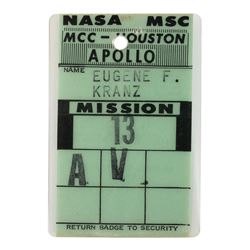 NASA MSC
MCC-HOUSTON
APOLLO
NAME EUGENE F.
KRANZ
MISSION
13
A V
RETURN BADGE TO SECURITY